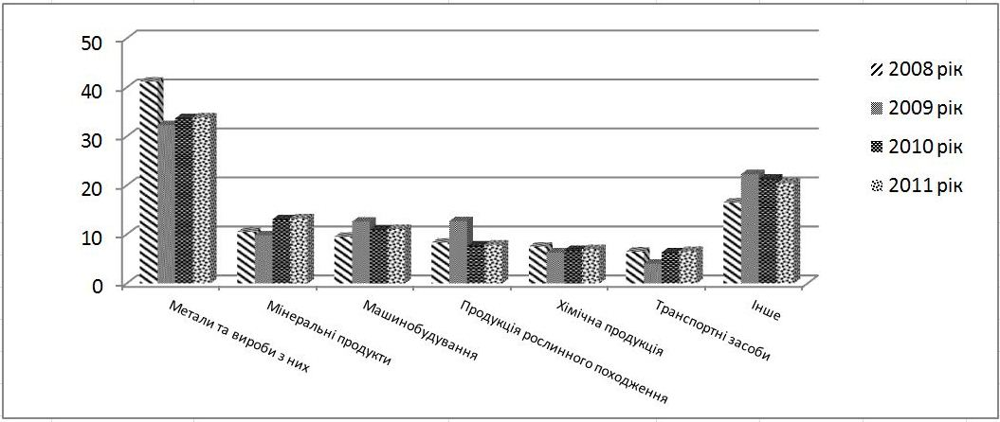 50
40
30
20
10
0
2008 рік
2009 рік
2010 рік
2011 рік
Метали та вироби з них
Мінеральні продукти
Машинобудування
Продукція рослинного походження
Хімічна продукція
Транспортні засоби
Інше